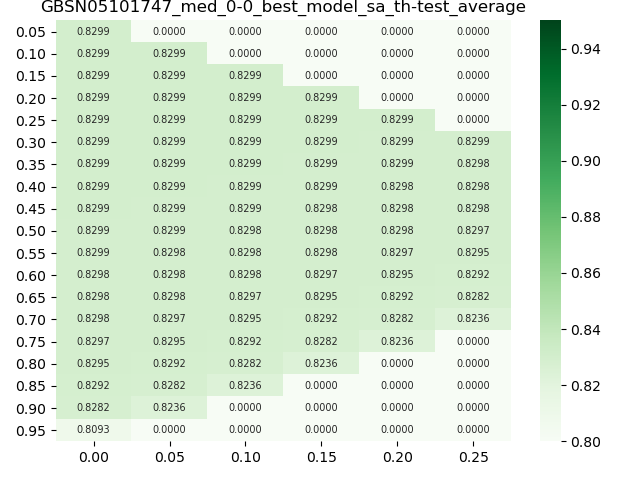 GBSN05101747_med_0-0_best_model_sa_th-test_average
0.05 0.8299 0.0000 0.0000 0.0000 0.0000 0.0000
0.10 0.8299 0.8299 0.0000 0.0000 0.0000 0.0000
0.15 0.8299 0.8299 0.8299 0.0000 0.0000 0.0000
0.20 0.8299 0.8299 0.8299 0.8299 0.0000 0.0000
0.25 0.8299 0.8299 0.8299 0.8299 0.8299 0.0000
0.30 0.8299 0.8299 0.8299 0.8299 0.8299 0.8299
0.35 0.8299 0.8299 0.8299 0.8299 0.8299 0.8298
0.40 0.8299 0.8299 0.8299 0.8299 0.8298 0.8298
0.45 0.8299 0.8299 0.8299 0.8298 0.8298 0.8298
0.50 0.8299 0.8299 0.8298 0.8298 0.8298 0.8297
0.55 0.8299 0.8298 0.8298 0.8298 0.8297 0.8295
0.60 0.8298 0.8298 0.8298 0.8297 0.8295 0.8292
0.65 0.8298 0.8298 0.8297 0.8295 0.8292 0.8282
0.70 0.8298 0.8297 0.8295 0.8292 0.8282 0.8236
0.75 0.8297 0.8295 0.8292 0.8282 0.8236 0.0000
0.80 0.8295 0.8292 0.8282 0.8236 0.0000 0.0000
0.85 0.8292 0.8282 0.8236 0.0000 0.0000 0.0000
0.90 0.8282 0.8236 0.0000 0.0000 0.0000 0.0000
0.95 0.8093 0.0000 0.0000 0.0000 0.0000 0.0000
0.00 0.05 0.10 0.15 0.20 0.25
0.94
0.92
0.90
0.88
0.86
0.84
0.82
0.80